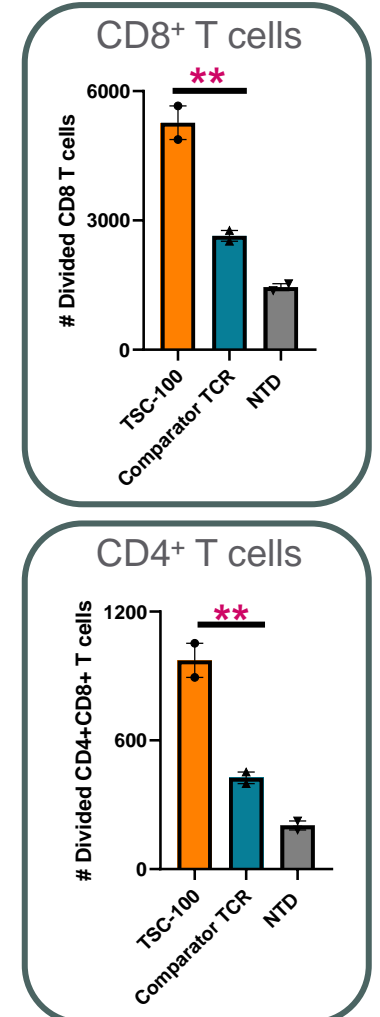 CD8⁺ T cells
**
6000
3000
0
# Divided CD8 T cells
TSC-100
Comparator TCR
NTD
CD4⁺ T cells
**
1200
600
0
# Divided CD4+CD8+ T cells
TSC-100
Comparator TCR
NTD